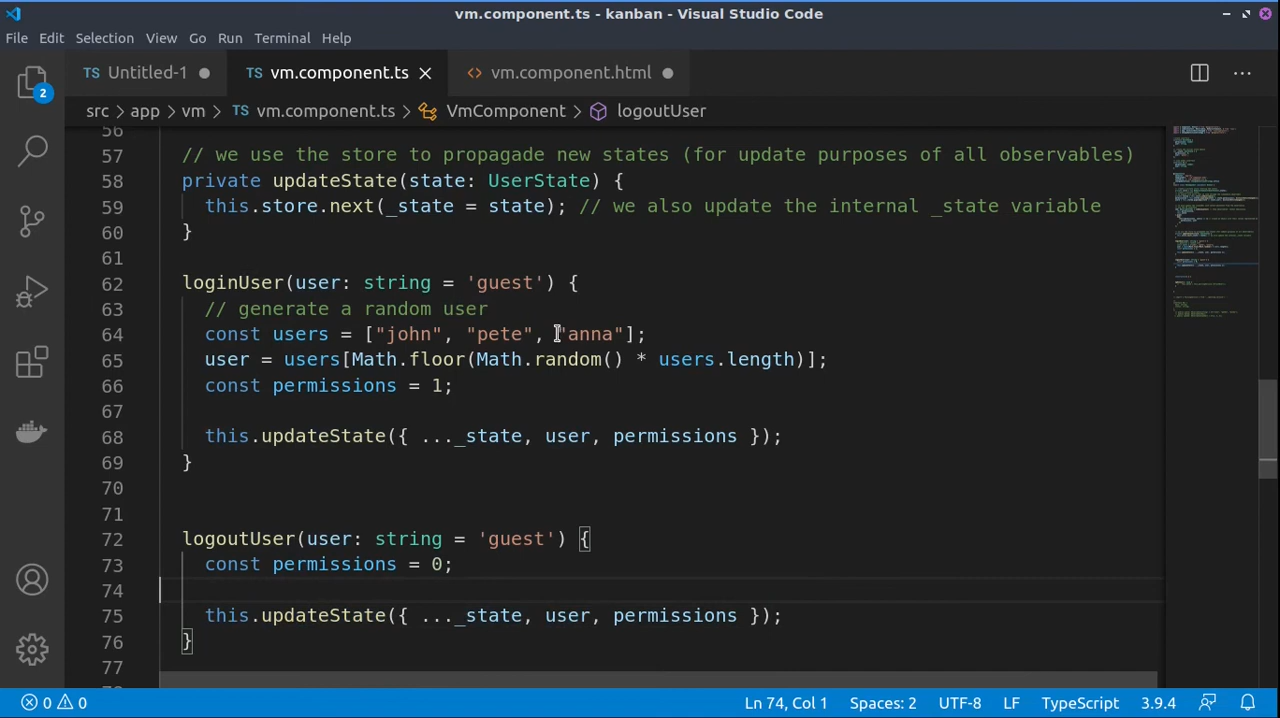 vm.component.ts - kanban - Visual Studio Code
File Edit Selection View Go Run Terminal Help
TS Untitled-1 TS vm.component.ts vm.component.html
src > app > vm > TS vm.component.ts > VmComponent > logoutUser
2
56
57 // we use the store to propagade new states (for update purposes of all observables)
58 private updateState(state: UserState) {
59 this.store.next(_state = state); // we also update the internal _state variable
60 }
61
62 loginUser(user: string = 'guest') {
63 // generate a random user
64 const users = ["john", "pete", "anna"];
65 user = users[Math.floor(Math.random() * users.length)];
66 const permissions = 1;
67
68 this.updateState({ ..._state, user, permissions });
69 }
70
71
72 logoutUser(user: string = 'guest') {
73 const permissions = 0;
74
75 this.updateState({ ..._state, user, permissions });
76 }
77
0 0 Ln 74, Col 1 Spaces: 2 UTF-8 LF TypeScript 3.9.4